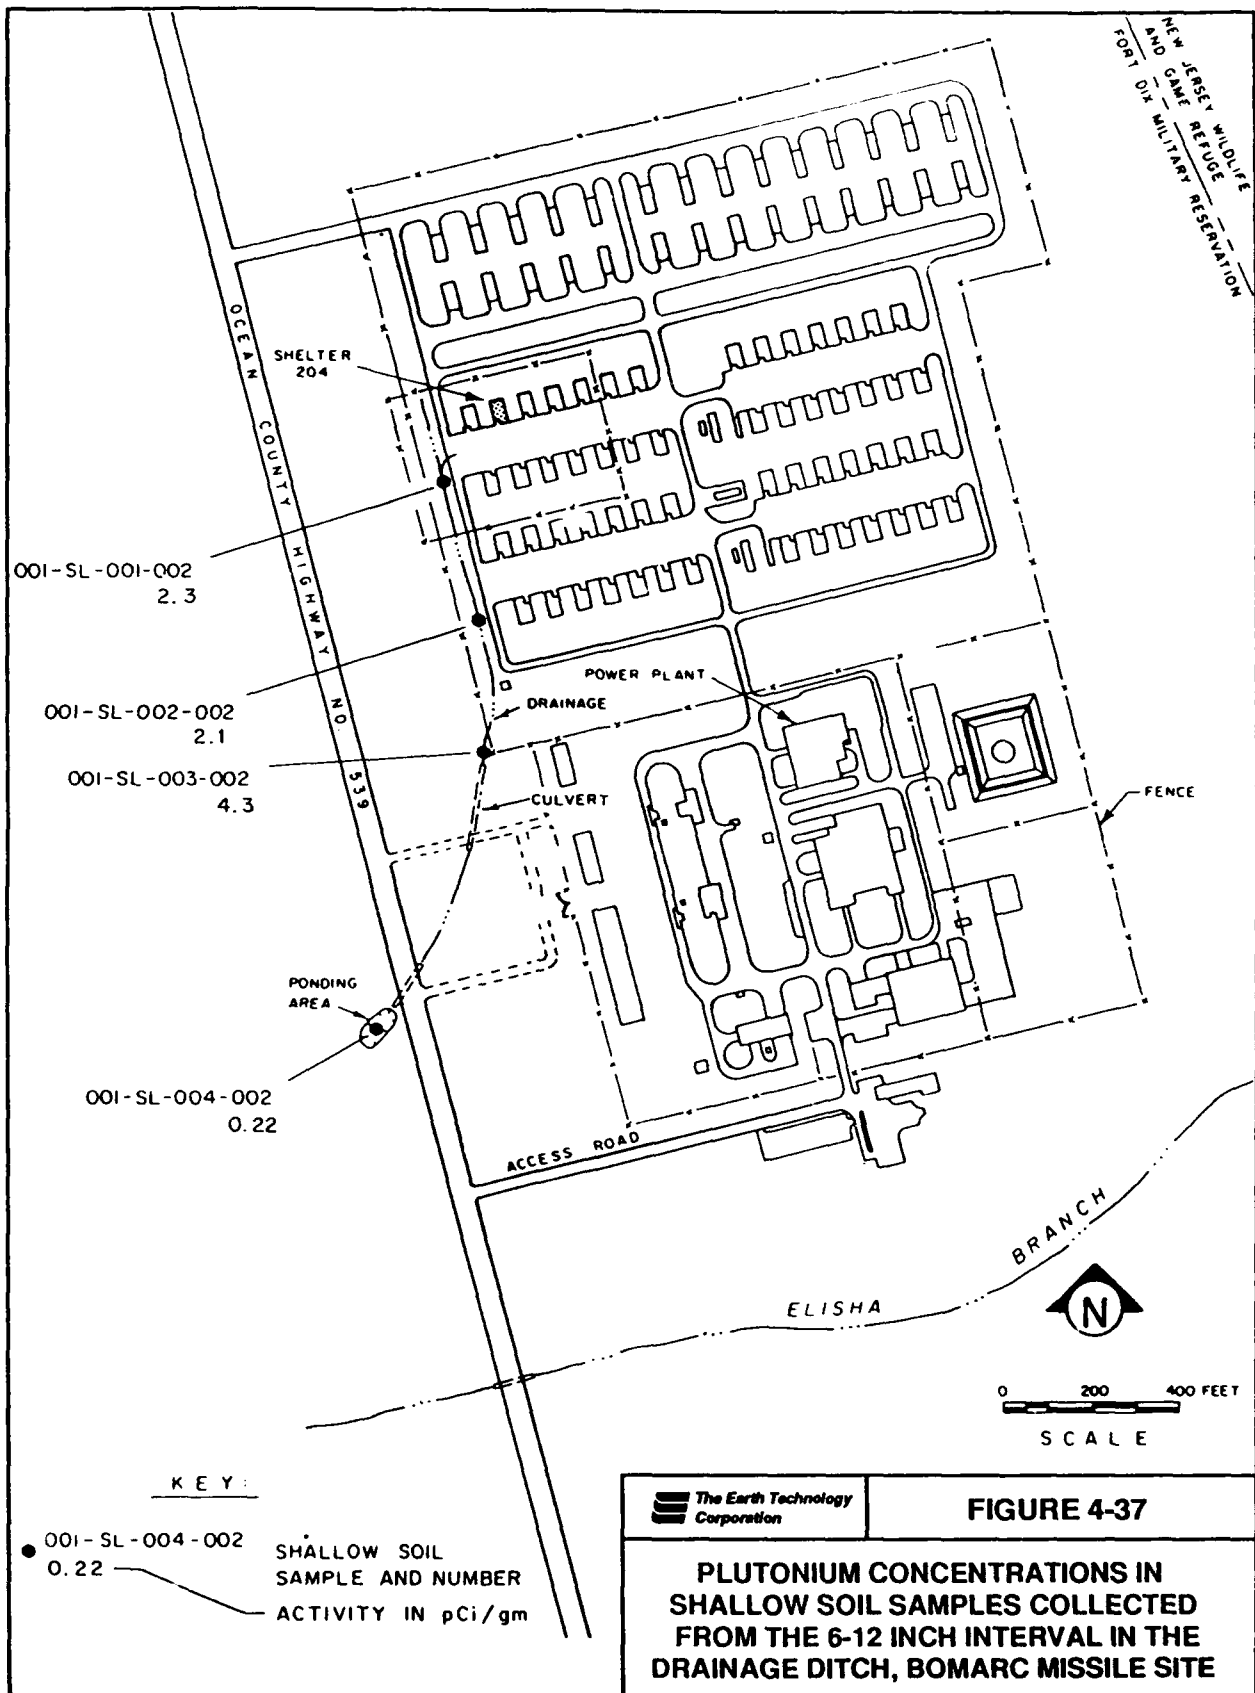 NEW JERSEY WILDLIFE
AND GAME REFUGE
FORT DIX MILITARY RESERVATION
OCEAN COUNTY HIGHWAY NO. 539
SHELTER
204
001-SL-001-002
2.3
001-SL-002-002
2.1
POWER PLANT
DRAINAGE
001-SL-003-002
4.3
CULVERT
FENCE
PONDING
AREA
001-SL-004-002
0.22
ACCESS ROAD
ELISHA BRANCH
N
0 200 400 FEET
SCALE
KEY:
001-SL-004-002
0.22
SHALLOW SOIL
SAMPLE AND NUMBER
ACTIVITY IN pCi/gm
The Earth Technology
Corporation
FIGURE 4-37
PLUTONIUM CONCENTRATIONS IN
SHALLOW SOIL SAMPLES COLLECTED
FROM THE 6-12 INCH INTERVAL IN THE
DRAINAGE DITCH, BOMARC MISSILE SITE